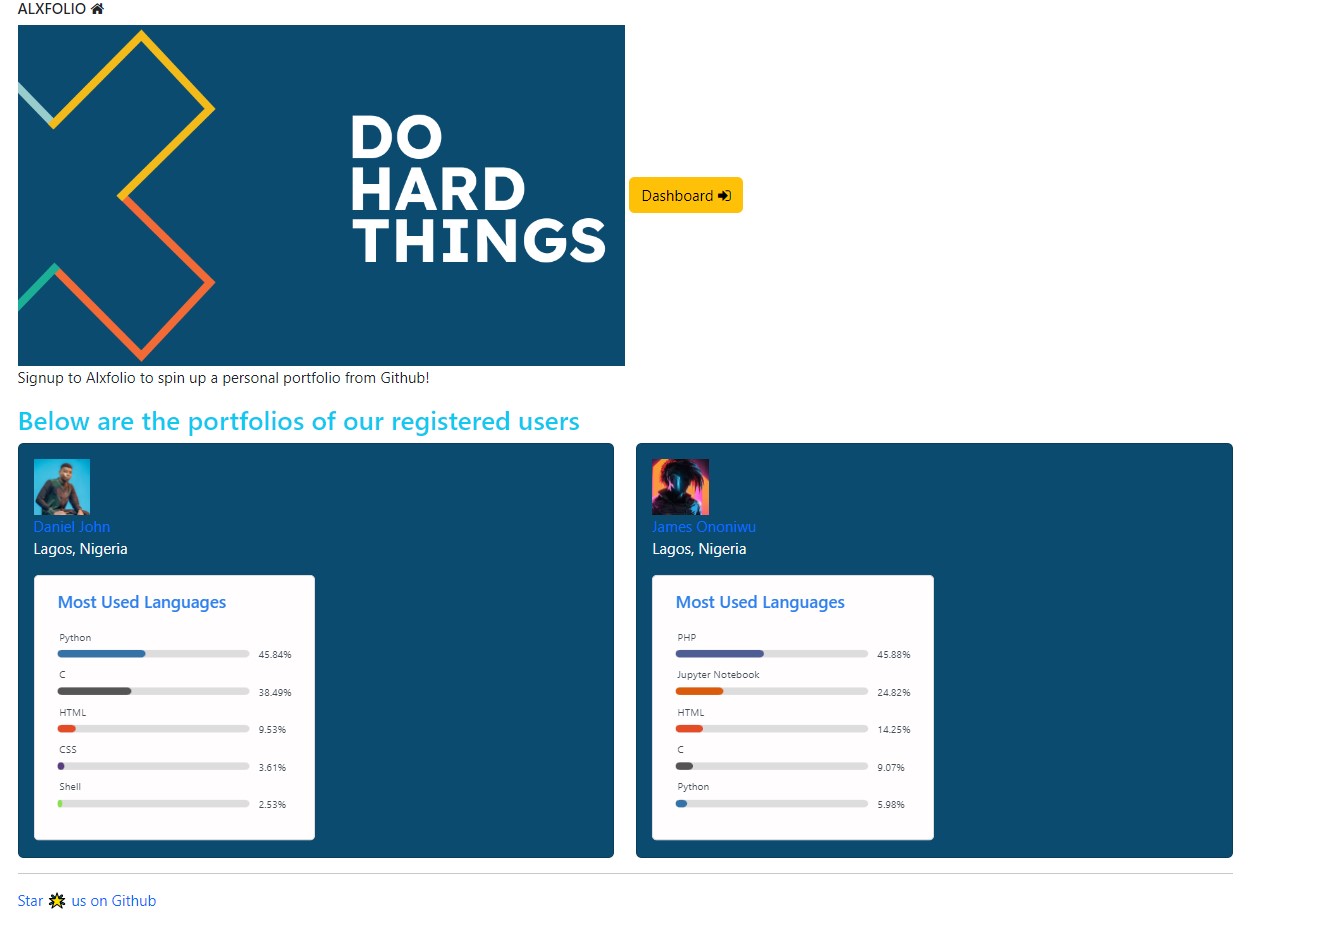 ALXFOLIO
DO
HARD
THINGS
Dashboard
Signup to Alxfolio to spin up a personal portfolio from Github!
Below are the portfolios of our registered users
Daniel John
Lagos, Nigeria
Most Used Languages
Python
45.84%
C
38.49%
HTML
9.53%
CSS
3.61%
Shell
2.53%
James Ononiwu
Lagos, Nigeria
Most Used Languages
PHP
45.88%
Jupyter Notebook
24.82%
HTML
14.25%
C
9.07%
Python
5.98%
Star 🌟 us on Github